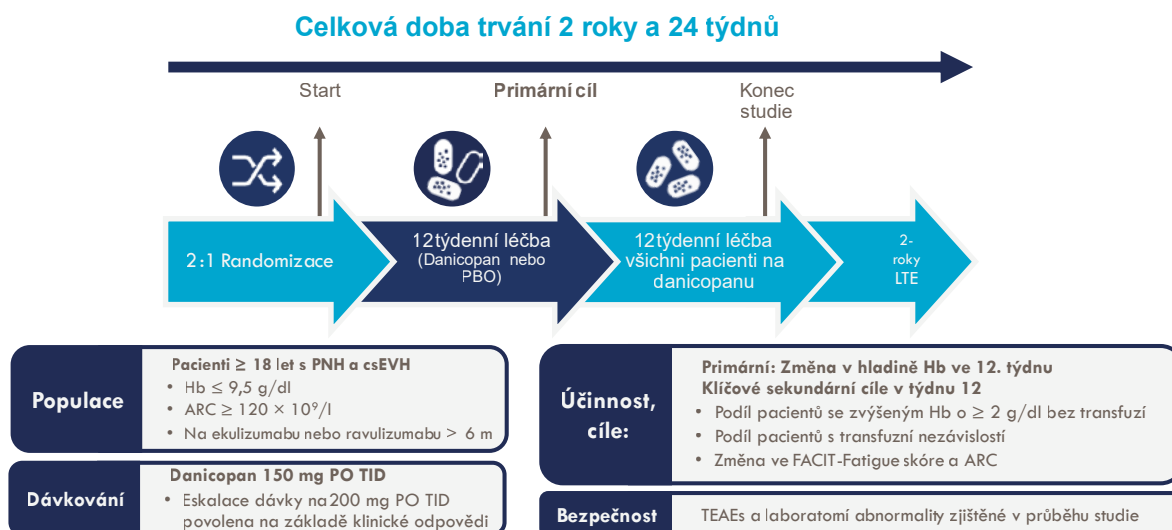 Celková doba trvání 2 roky a 24 týdnů
Start
Primární cíl
Konec
studie
2:1 Randomizace
12týdenní léčba
(Danicopan nebo
PBO)
12týdenní léčba
všichni pacienti na
danicopanu
2-
roky
LTE
Populace
Pacienti ≥ 18 let s PNH a csEVH
• Hb ≤ 9,5 g/dl
• ARC ≥ 120 × 10⁹/l
• Na ekulizumabu nebo ravulizumabu > 6 m
Dávkování
Danicopan 150 mg PO TID
• Eskalace dávky na 200 mg PO TID
povolena na základě klinické odpovědi
Účinnost,
cíle:
Primární: Změna v hladině Hb ve 12. týdnu
Klíčové sekundární cíle v týdnu 12
• Podíl pacientů se zvýšeným Hb o ≥ 2 g/dl bez transfuzí
• Podíl pacientů s transfuzní nezávislostí
• Změna ve FACIT-Fatigue skóre a ARC
Bezpečnost
TEAEs a laboratorní abnormality zjištěné v průběhu studie